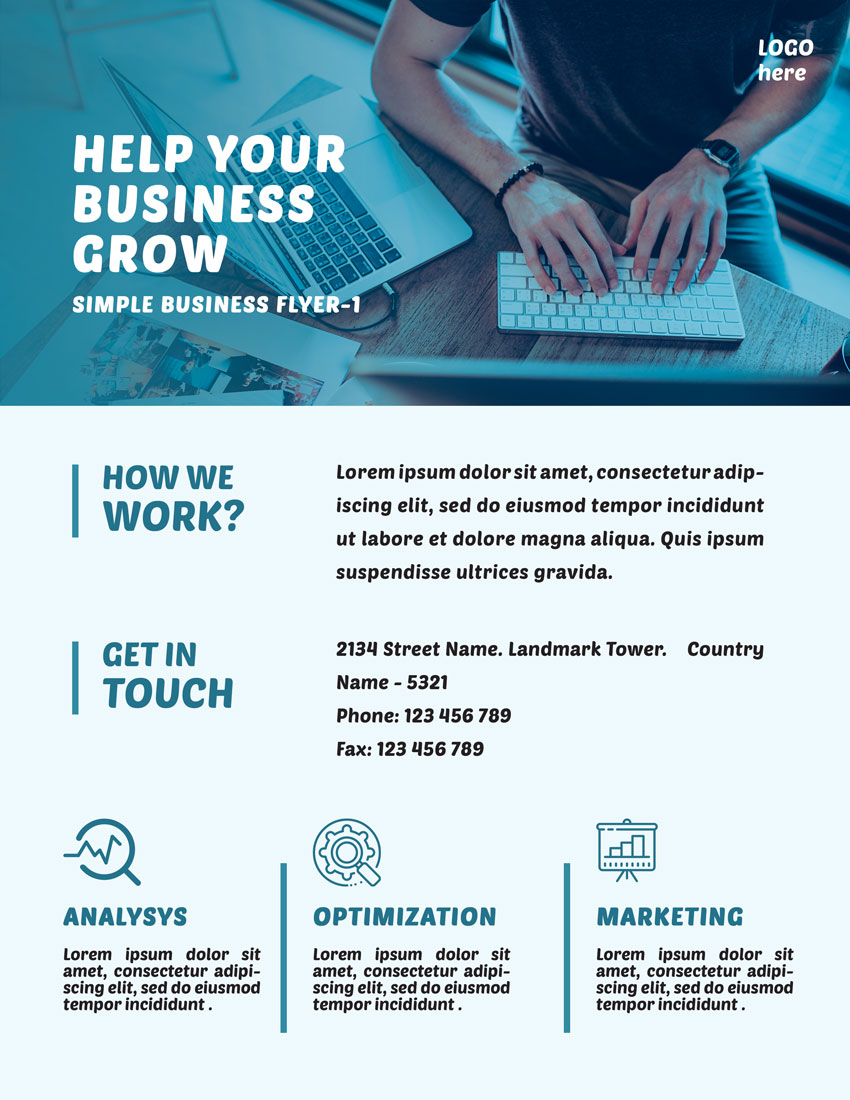 LOGO
here
HELP YOUR
BUSINESS
GROW
SIMPLE BUSINESS FLYER-1
HOW WE
WORK?
Lorem ipsum dolor sit amet, consectetur adip-
iscing elit, sed do eiusmod tempor incididunt
ut labore et dolore magna aliqua. Quis ipsum
suspendisse ultrices gravida.
GET IN
TOUCH
2134 Street Name. Landmark Tower. Country
Name - 5321
Phone: 123 456 789
Fax: 123 456 789
ANALYSYS
Lorem ipsum dolor sit
amet, consectetur adipi-
scing elit, sed do eiusmod
tempor incididunt .
OPTIMIZATION
Lorem ipsum dolor sit
amet, consectetur adipi-
scing elit, sed do eiusmod
tempor incididunt .
MARKETING
Lorem ipsum dolor sit
amet, consectetur adipi-
scing elit, sed do eiusmod
tempor incididunt .